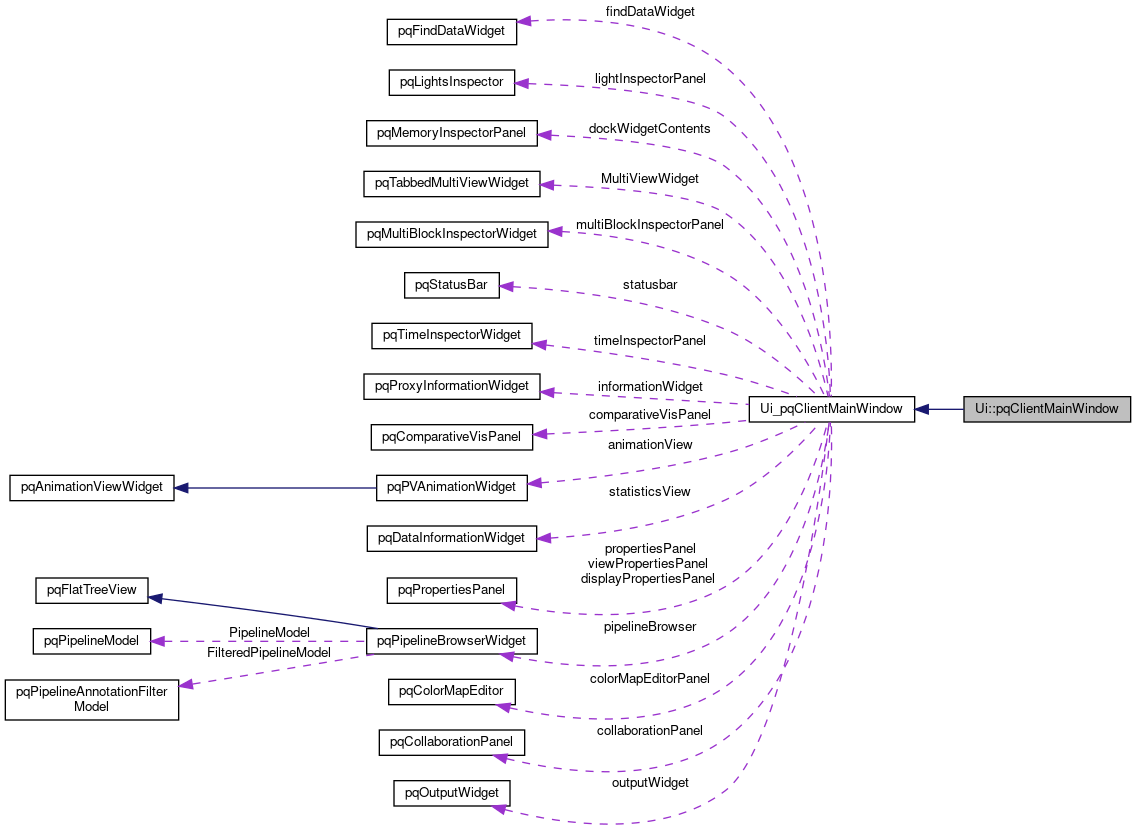 findDataWidget
pqFindDataWidget
lightInspectorPanel
pqLightsInspector
dockWidgetContents
pqMemoryInspectorPanel
MultiViewWidget
pqTabbedMultiViewWidget
multiBlockInspectorPanel
pqMultiBlockInspectorWidget
statusbar
pqStatusBar
timeInspectorPanel
pqTimeInspectorWidget
informationWidget
pqProxyInformationWidget
Ui_pqClientMainWindow
Ui::pqClientMainWindow
comparativeVisPanel
pqComparativeVisPanel
animationView
pqAnimationViewWidget
pqPVAnimationWidget
statisticsView
pqDataInformationWidget
propertiesPanel
viewPropertiesPanel
displayPropertiesPanel
pqFlatTreeView
pqPropertiesPanel
pipelineBrowser
PipelineModel
pqPipelineModel
pqPipelineBrowserWidget
FilteredPipelineModel
pqPipelineAnnotationFilter
Model
colorMapEditorPanel
pqColorMapEditor
collaborationPanel
pqCollaborationPanel
outputWidget
pqOutputWidget